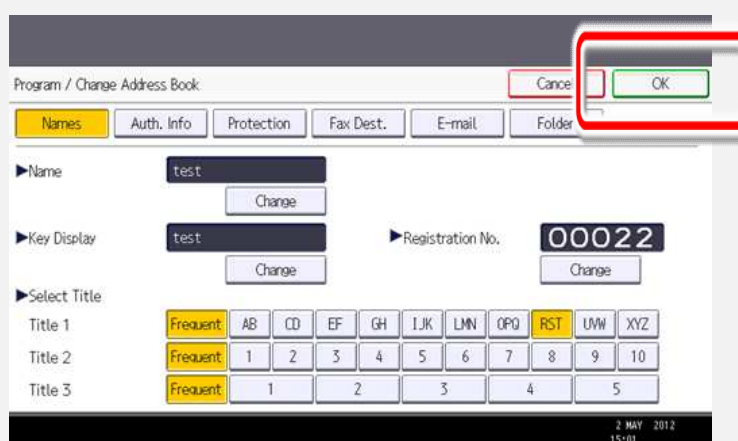 Program / Change Address Book Cancel OK
Names Auth. Info Protection Fax Dest. E-mail Folder
►Name test
Change
►Key Display test ►Registration No. 00022
Change Change
►Select Title
Title 1 Frequent AB CD EF GH IJK LMN OPQ RST UVW XYZ
Title 2 Frequent 1 2 3 4 5 6 7 8 9 10
Title 3 Frequent 1 2 3 4 5
2 MAY 2012
15:01